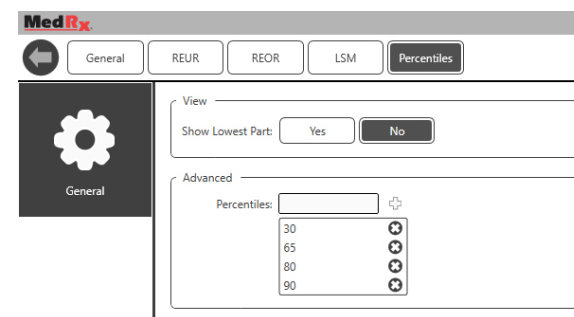 MedRx
General REUR REOR LSM Percentiles
General
View
Show Lowest Part: Yes No
Advanced
Percentiles:
30
65
80
90